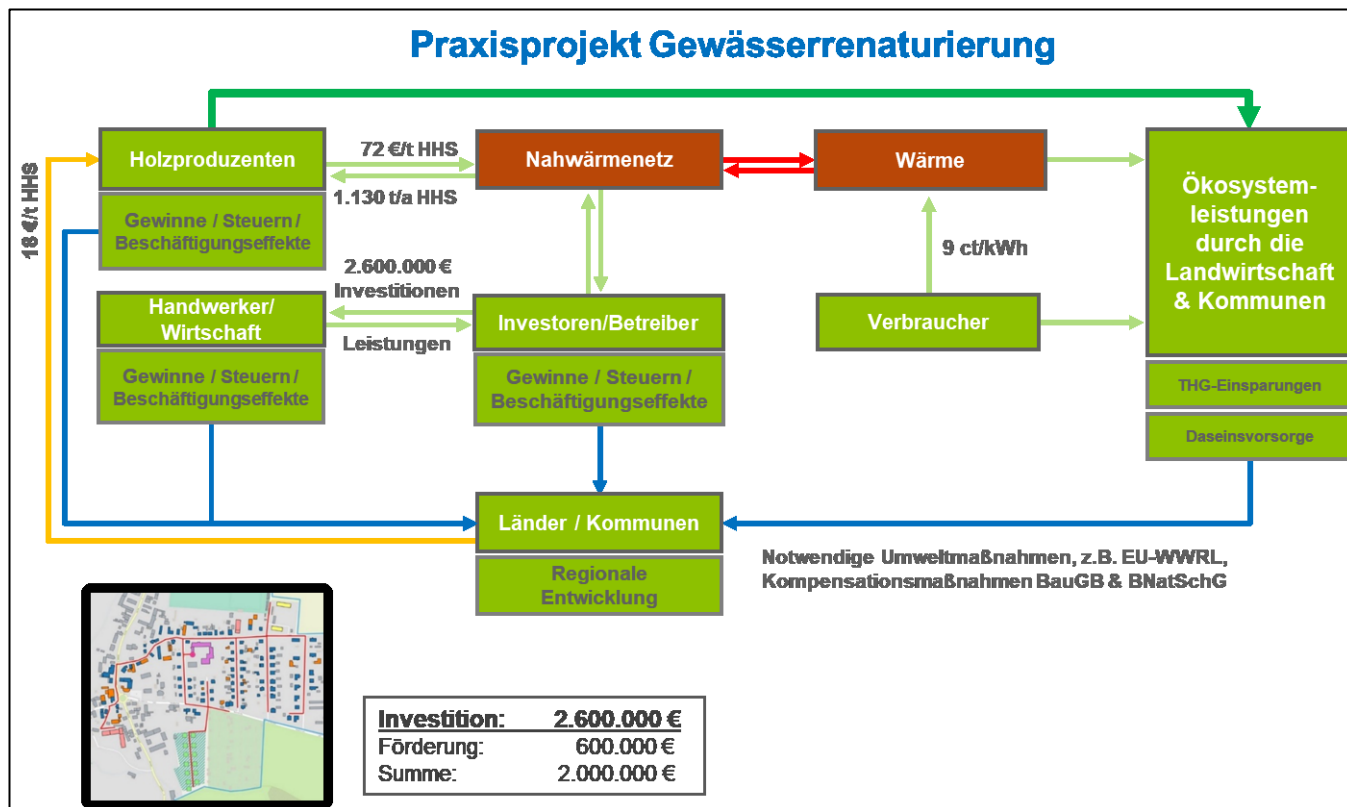 Praxisprojekt Gewässerrenaturierung
18 €/t HHS
Holzproduzenten
72 €/t HHS
1.130 t/a HHS
Nahwärmenetz
Wärme
Ökosystem-
leistungen
durch die
Landwirtschaft
& Kommunen
Gewinne / Steuern /
Beschäftigungseffekte
2.600.000 €
Investitionen
9 ct/kWh
Handwerker/
Wirtschaft
Leistungen
Investoren/Betreiber
Verbraucher
Gewinne / Steuern /
Beschäftigungseffekte
Gewinne / Steuern /
Beschäftigungseffekte
THG-Einsparungen
Daseinsvorsorge
Länder / Kommunen
Regionale
Entwicklung
Notwendige Umweltmaßnahmen, z.B. EU-WWRL,
Kompensationsmaßnahmen BauGB & BNatSchG
Investition: 2.600.000 €
Förderung: 600.000 €
Summe: 2.000.000 €